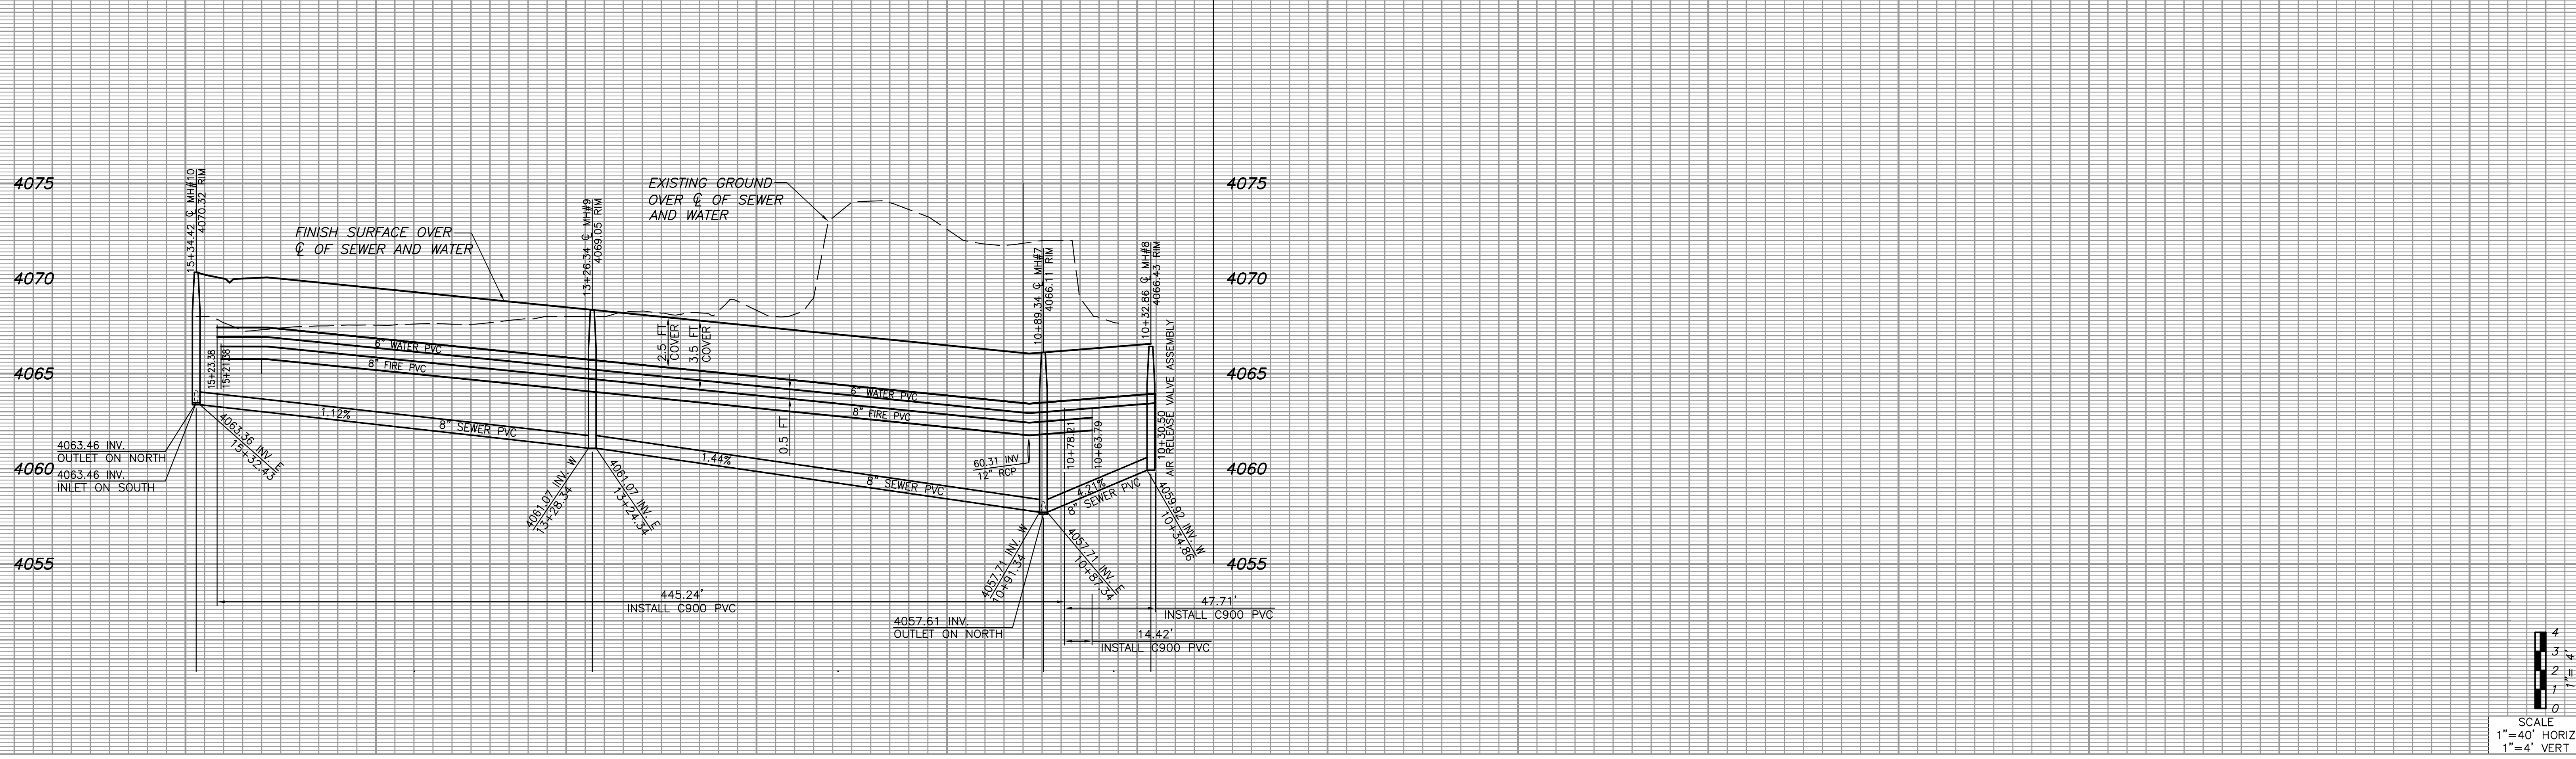 4075
4070
4065
4060
4055
15+34.42 ℄ MH#10
4070.32 RIM
FINISH SURFACE OVER
℄ OF SEWER AND WATER
13+26.34 ℄ MH#9
4069.05 RIM
EXISTING GROUND
OVER ℄ OF SEWER
AND WATER
10+89.34 ℄ MH#7
4066.11 RIM
10+32.86 ℄ MH#8
4066.43 RIM
4075
4070
4065
4060
4055
15+23.38
15+21.38
6" WATER PVC
8" FIRE PVC
2.5 FT
COVER
3.5 FT
COVER
0.5 FT
6" WATER PVC
8" FIRE PVC
10+30.50
AIR RELEASE VALVE ASSEMBLY
10+78.21
10+63.79
1.12%
8" SEWER PVC
1.44%
8" SEWER PVC
60.31 INV
12" RCP
4.21%
8" SEWER PVC
4063.46 INV.
OUTLET ON NORTH
4063.46 INV.
INLET ON SOUTH
4063.36 INV. E
15+32.43
4061.07 INV. W
13+28.34
4061.07 INV. E
13+24.34
4057.71 INV. W
10+91.34
4057.71 INV. E
10+87.34
4059.92 INV. W
10+34.86
445.24'
INSTALL C900 PVC
47.71'
INSTALL C900 PVC
4057.61 INV.
OUTLET ON NORTH
14.42'
INSTALL C900 PVC
4
3
2
1
0
1"= 4'
SCALE
1"=40' HORIZ
1"=4' VERT